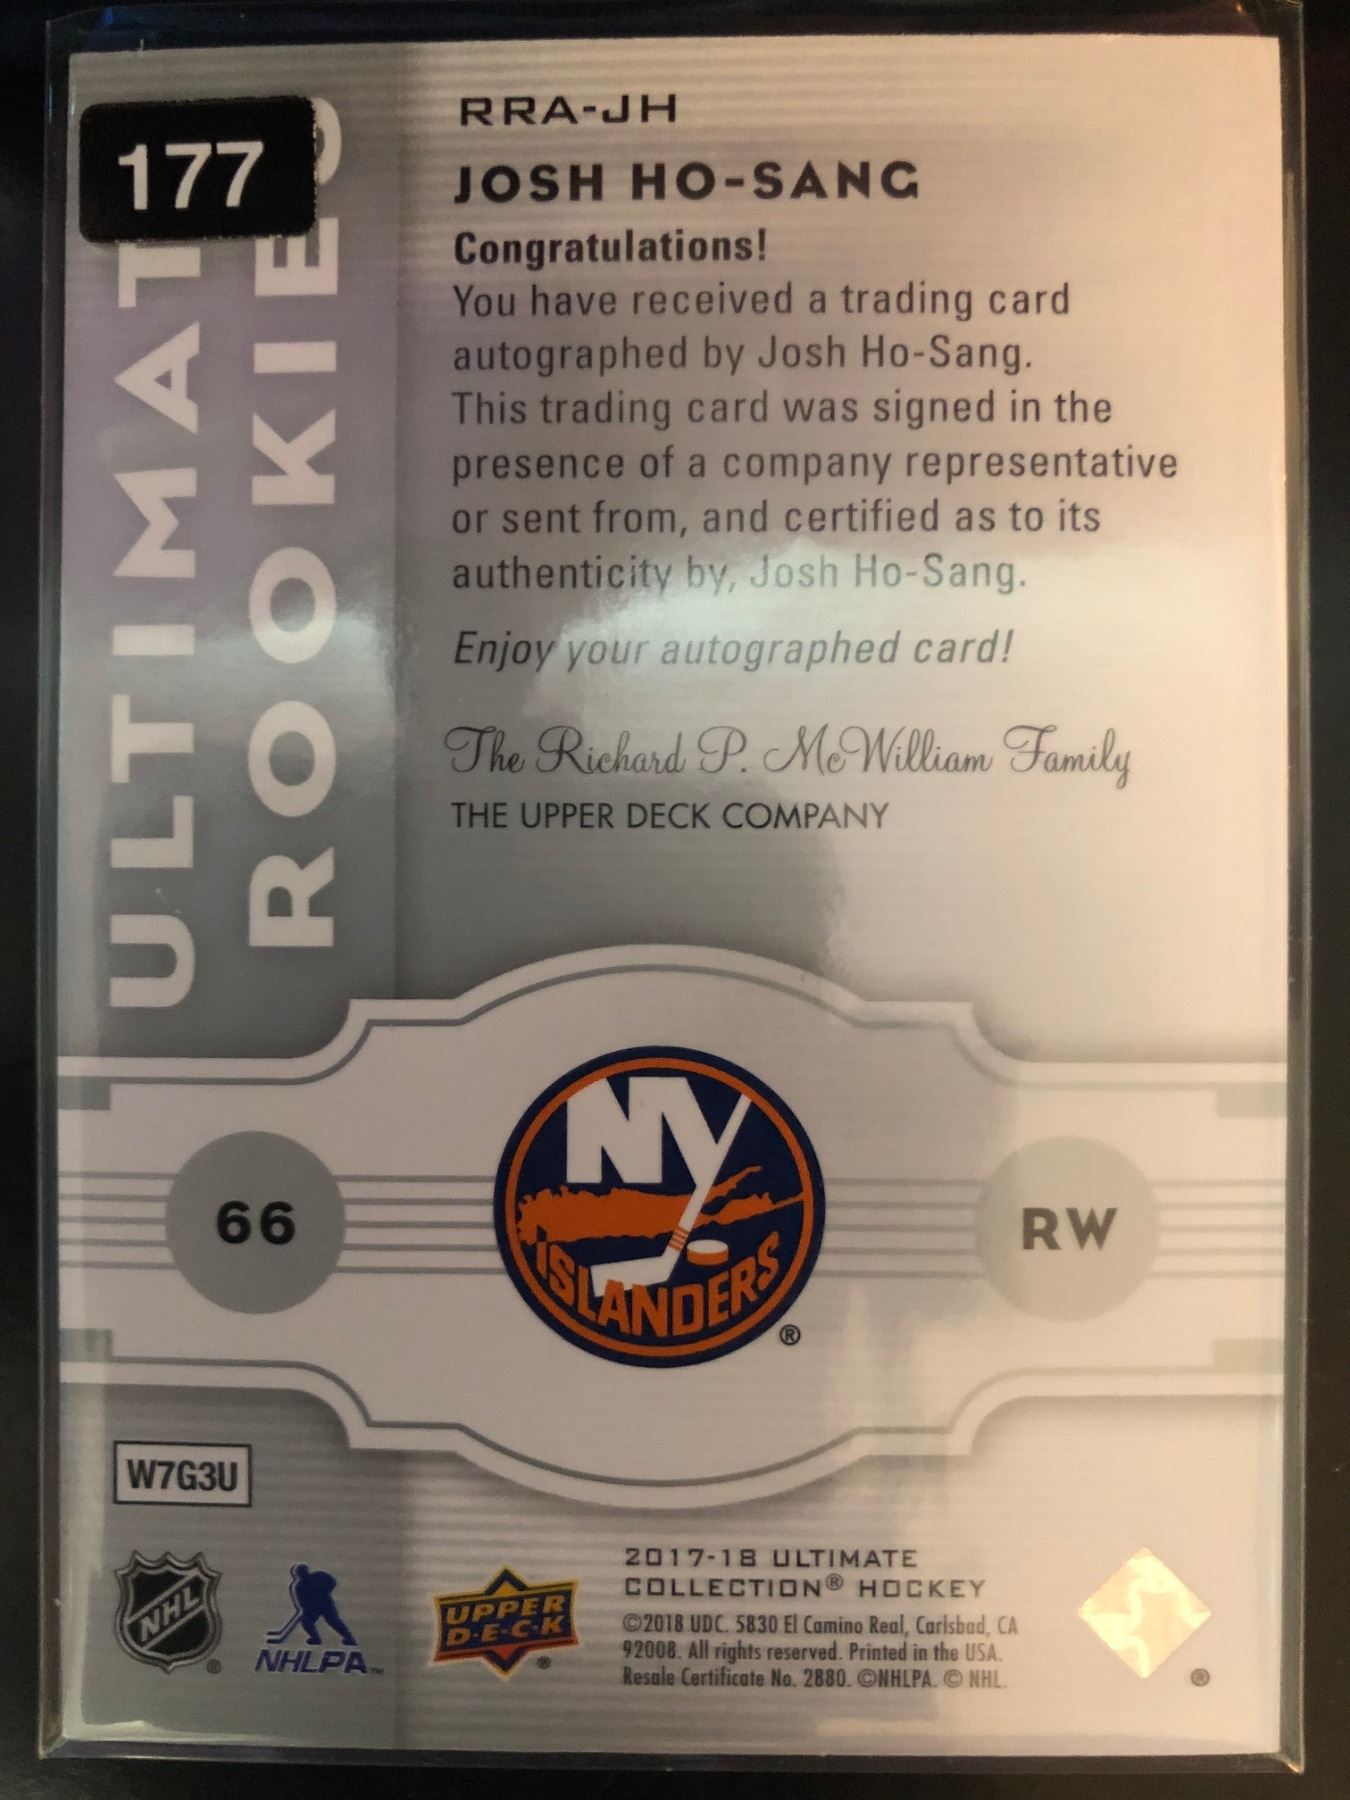 177
ULTIMAT
ROOKIES
RRA-JH
JOSH HO-SANG
Congratulations!
You have received a trading card
autographed by Josh Ho-Sang.
This trading card was signed in the
presence of a company representative
or sent from, and certified as to its
authenticity by, Josh Ho-Sang.
Enjoy your autographed card!
The Richard P. McWilliam Family
THE UPPER DECK COMPANY
66
NY
ISLANDERS
®
RW
W7G3U
NHL
®
NHLPA™
UPPER
D·E·C·K
®
2017-18 ULTIMATE
COLLECTION® HOCKEY
©2018 UDC. 5830 El Camino Real, Carlsbad, CA
92008. All rights reserved. Printed in the USA.
Resale Certificate No. 2880. ©NHLPA. © NHL.
®